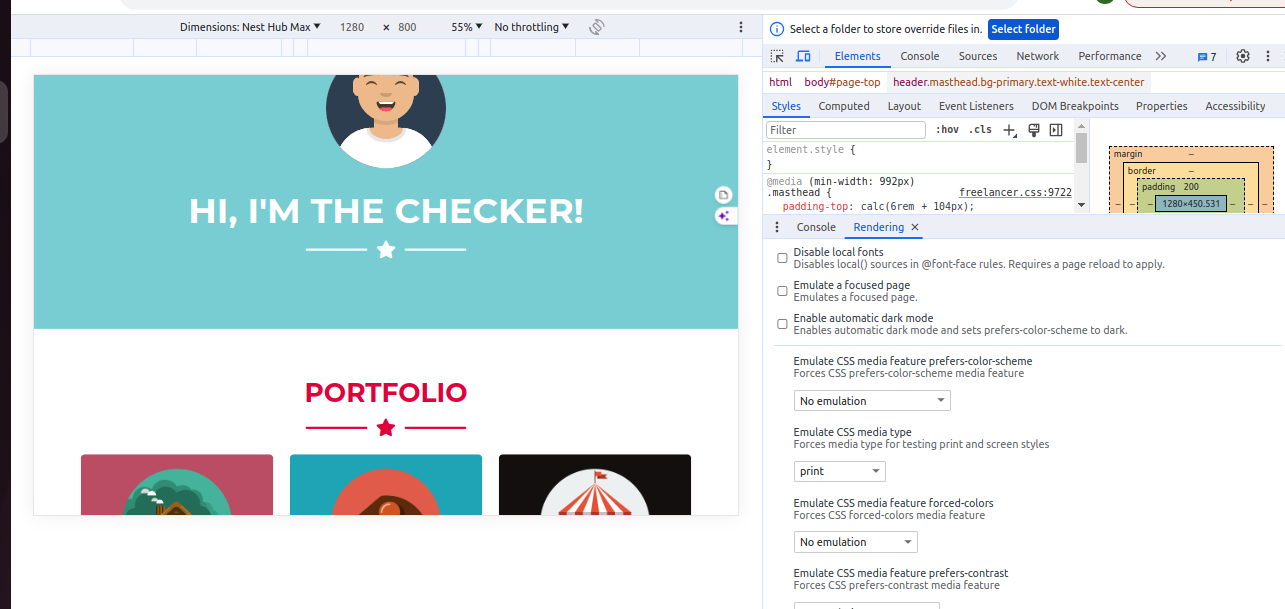 Dimensions: Nest Hub Max 1280 × 800 55% No throttling
Select a folder to store override files in. Select folder
Elements Console Sources Network Performance 7
html body#page-top header.masthead.bg-primary.text-white.text-center
Styles Computed Layout Event Listeners DOM Breakpoints Properties Accessibility
Filter :hov .cls
element.style {
}
@media (min-width: 992px)
.masthead { freelancer.css:9722
padding-top: calc(6rem + 104px);
margin –
border –
padding 200
– – – 1280×450.531 – – –
Console Rendering
Disable local fonts
Disables local() sources in @font-face rules. Requires a page reload to apply.
Emulate a focused page
Emulates a focused page.
Enable automatic dark mode
Enables automatic dark mode and sets prefers-color-scheme to dark.
Emulate CSS media feature prefers-color-scheme
Forces CSS prefers-color-scheme media feature
No emulation
Emulate CSS media type
Forces media type for testing print and screen styles
print
Emulate CSS media feature forced-colors
Forces CSS forced-colors media feature
No emulation
Emulate CSS media feature prefers-contrast
Forces CSS prefers-contrast media feature
HI, I'M THE CHECKER!
PORTFOLIO